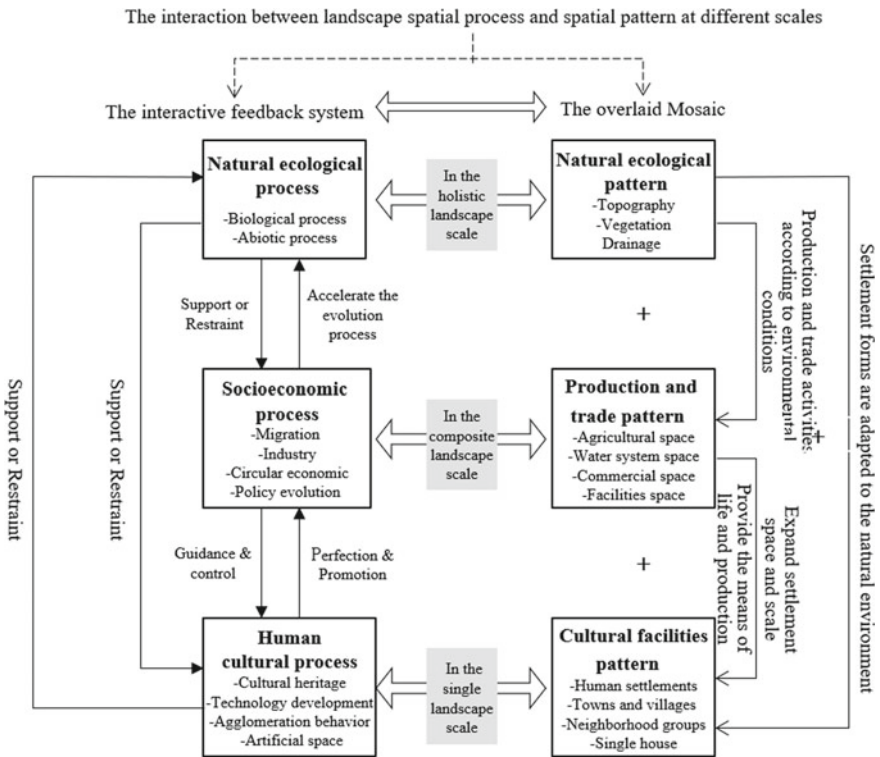 The interaction between landscape spatial process and spatial pattern at different scales
The interactive feedback system
The overlaid Mosaic
Natural ecological
process
-Biological process
-Abiotic process
In the
holistic
landscape
scale
Natural ecological
pattern
-Topography
-Vegetation
Drainage
Support or
Restraint
Accelerate the
evolution
process
+
Production and trade activities
according to environmental
conditions
Socioeconomic
process
-Migration
-Industry
-Circular economic
-Policy evolution
In the
composite
landscape
scale
Production and
trade pattern
-Agricultural space
-Water system space
-Commercial space
-Facilities space
+
Guidance &
control
Perfection &
Promotion
+
Expand settlement
space and scale
Provide the means of
life and production
Human
cultural process
-Cultural heritage
-Technology development
-Agglomeration behavior
-Artificial space
In the
single
landscape
scale
Cultural facilities
pattern
-Human settlements
-Towns and villages
-Neighborhood groups
-Single house
Support or Restraint
Support or Restraint
Settlement forms are adapted to the natural environment